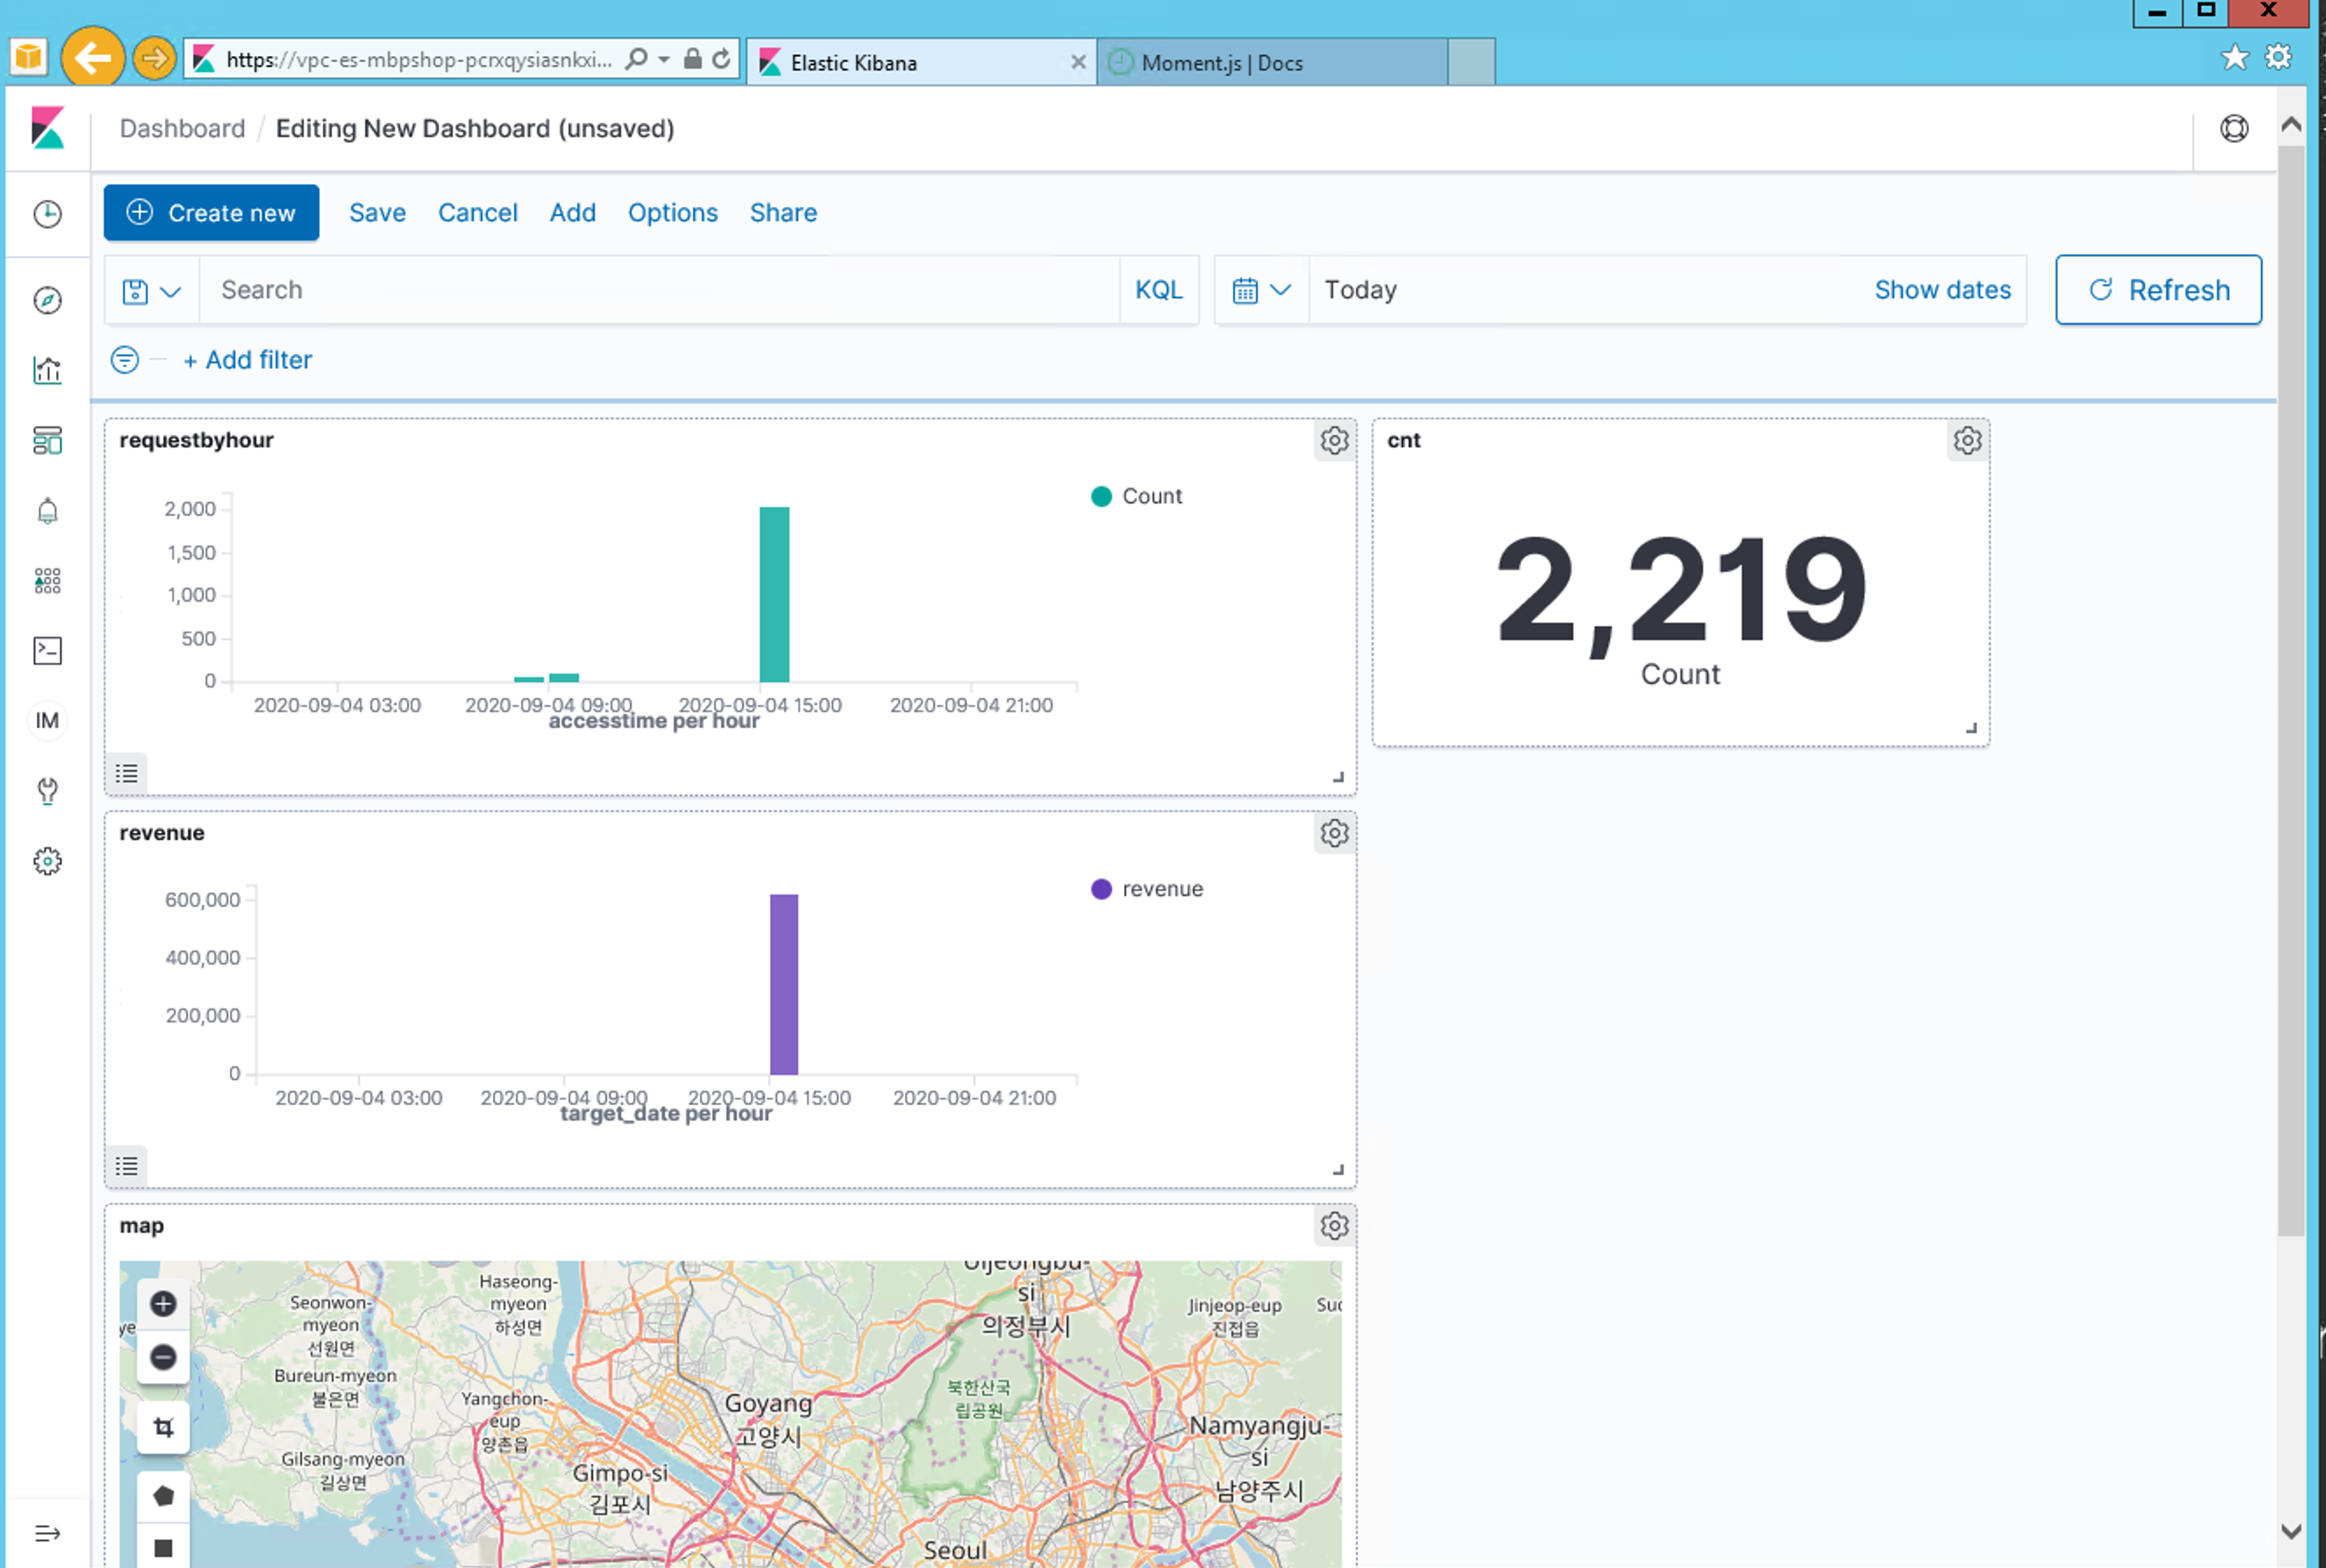 https://vpc-es-mbpshop-pcrxqysiasnkxi...
Elastic Kibana
Moment.js | Docs
Dashboard / Editing New Dashboard (unsaved)
Create new
Save
Cancel
Add
Options
Share
Search
KQL
Today
Show dates
Refresh
+ Add filter
IM
requestbyhour
Count
2,000
1,500
1,000
500
0
2020-09-04 03:00
2020-09-04 09:00
2020-09-04 15:00
2020-09-04 21:00
accesstime per hour
cnt
2,219
Count
revenue
revenue
600,000
400,000
200,000
0
2020-09-04 03:00
2020-09-04 09:00
2020-09-04 15:00
2020-09-04 21:00
target_date per hour
map
Haseong-
myeon
하성면
Seonwon-
myeon
선원면
ye
Uijeongbu-
si
의정부시
Jinjeop-eup
진접읍
Bureun-myeon
불은면
Yangchon-
eup
양촌읍
Goyang
고양시
북한산국
립공원
Namyangju-
si
남양주시
Gilsang-myeon
길상면
Gimpo-si
김포시
Seoul